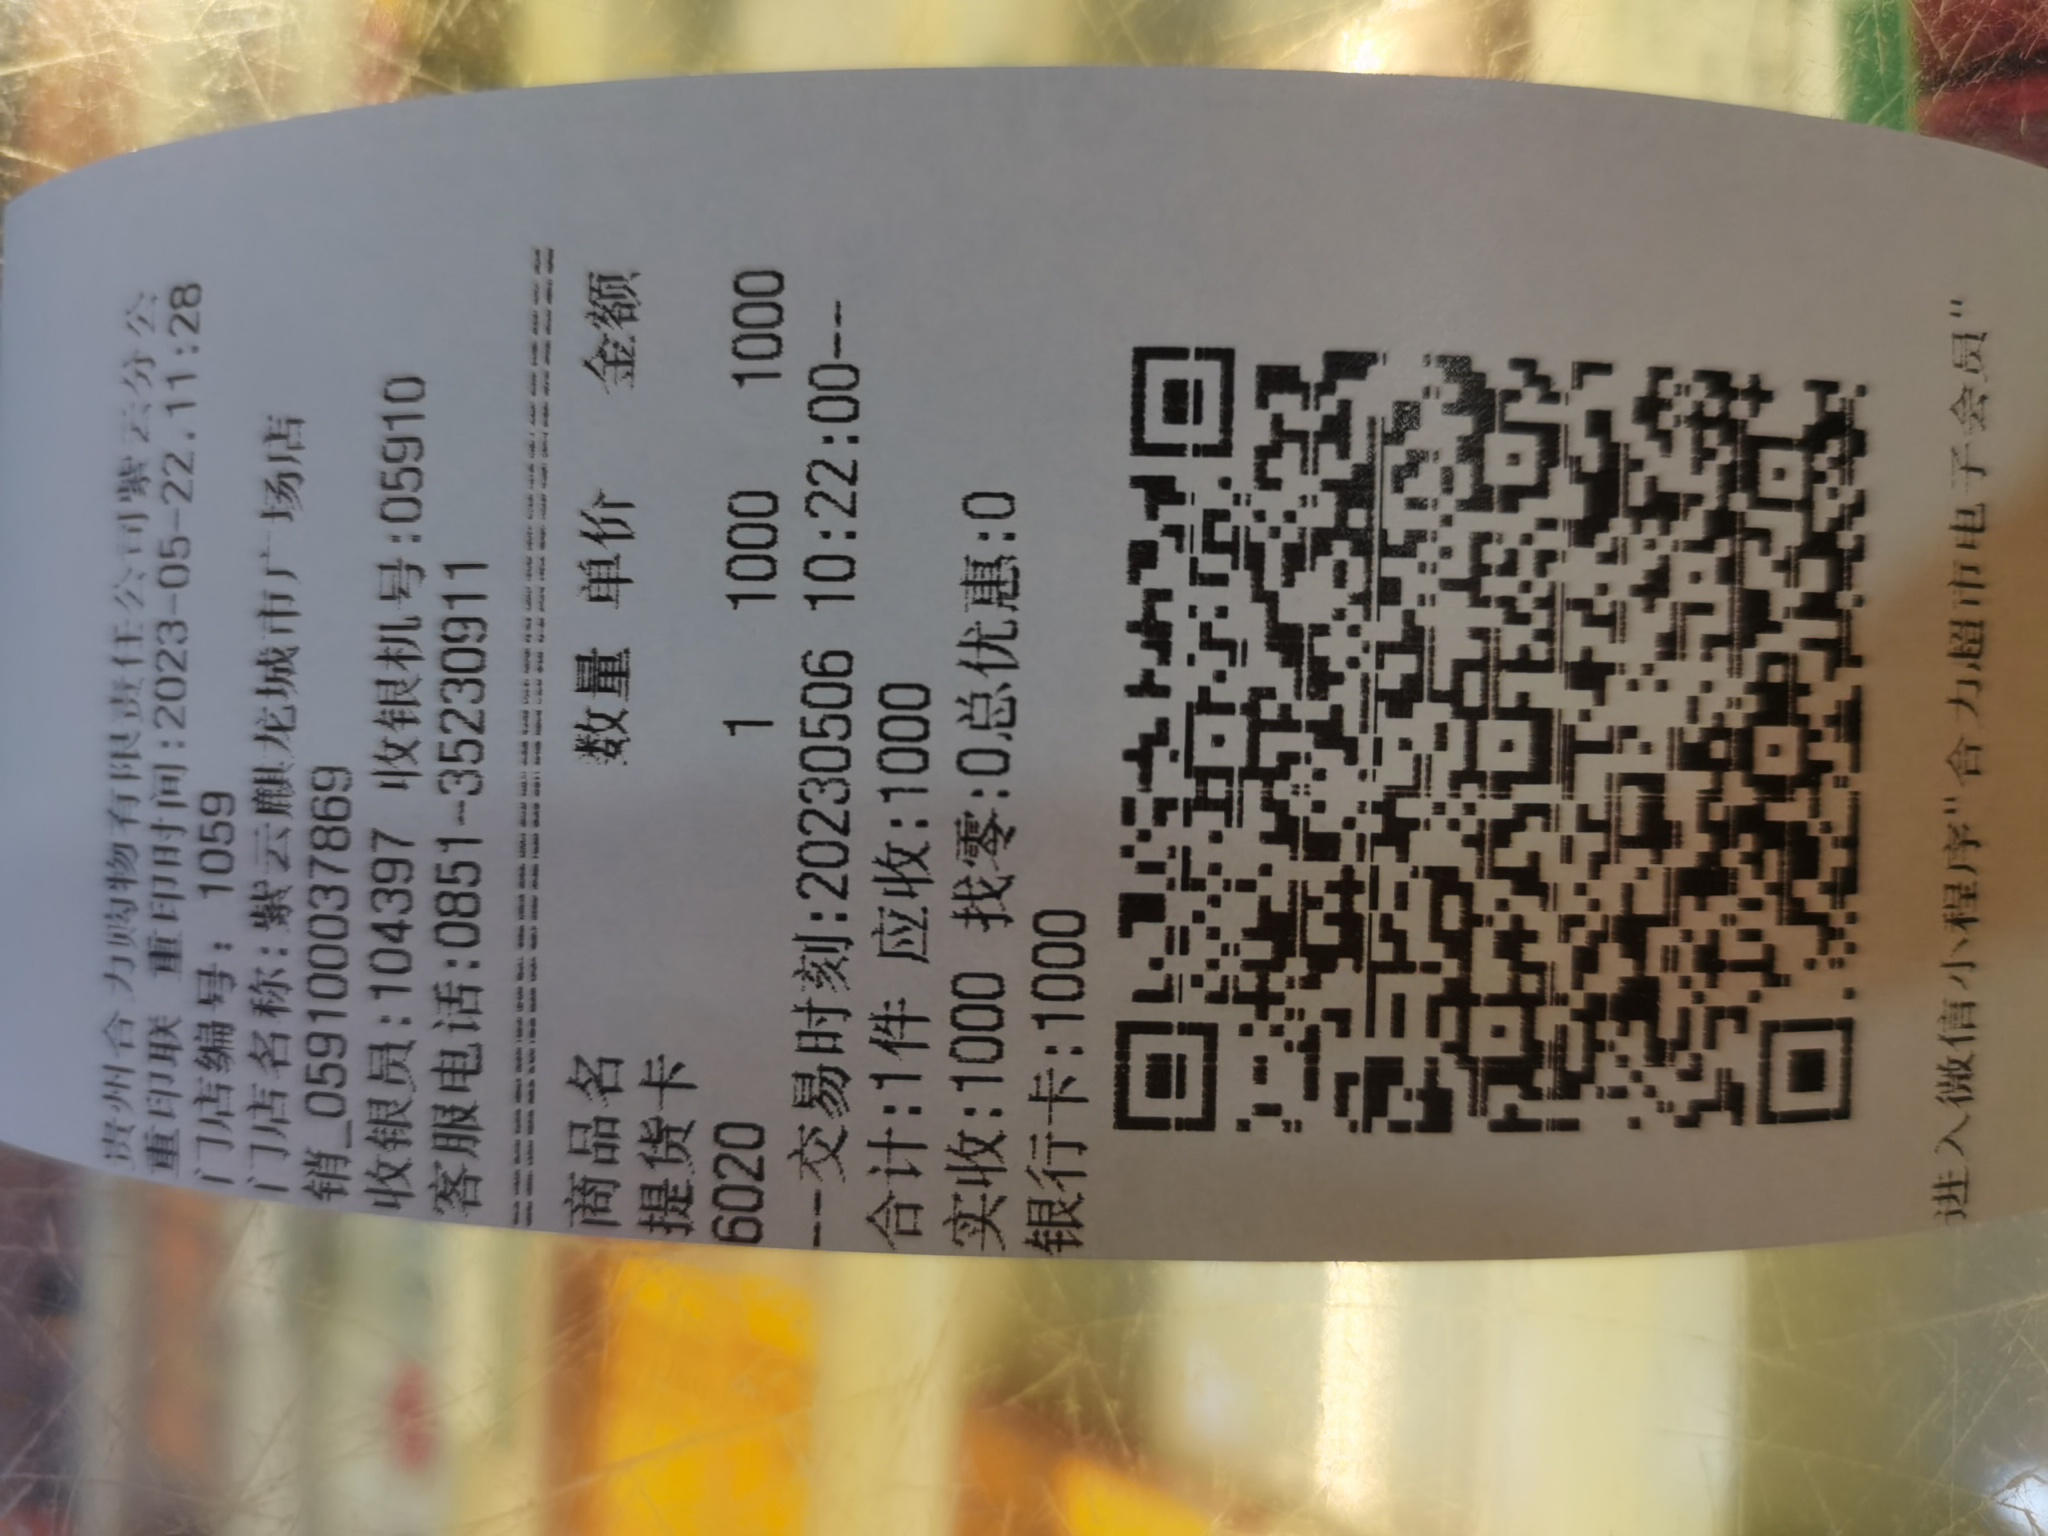 贵州合力购物有限责任公司紫云分公
重印联 重印时间:2023-05-22.11:28
门店编号: 1059
门店名称:紫云麒龙城市广场店
销_0591000037869
收银员:104397 收银机号:05910
客服电话:0851-35230911
商品名 数量 单价 金额
提货卡
6020 1 1000 1000
---交易时刻:20230506 10:22:00---
合计:1件 应收:1000
实收:1000 找零:0总优惠:0
银行卡:1000
进入微信小程序"合力超市电子会员"